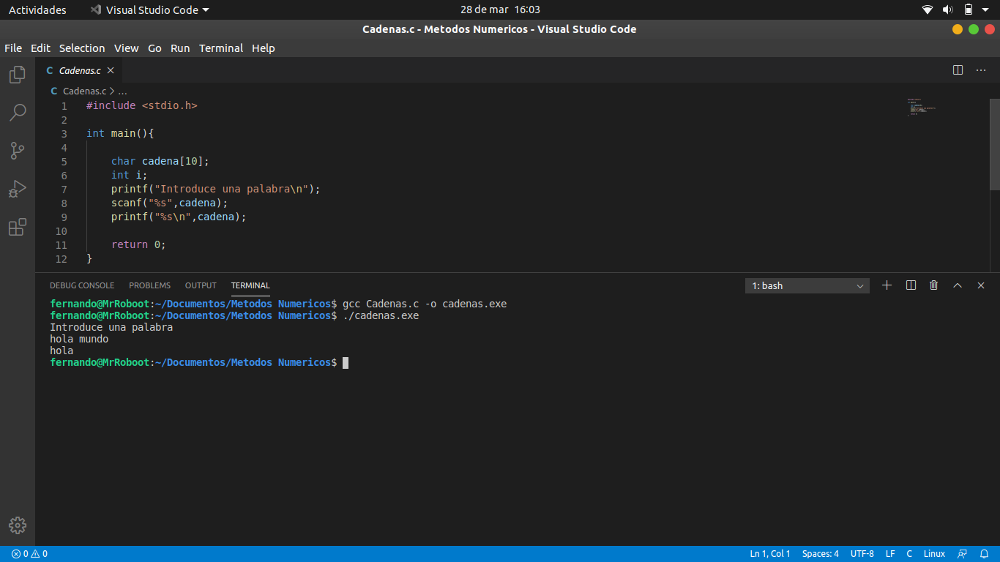 Actividades Visual Studio Code 28 de mar 16:03
Cadenas.c - Metodos Numericos - Visual Studio Code
File Edit Selection View Go Run Terminal Help
C Cadenas.c
C Cadenas.c > ...
1 #include <stdio.h>
2
3 int main(){
4
5 char cadena[10];
6 int i;
7 printf("Introduce una palabra\n");
8 scanf("%s",cadena);
9 printf("%s\n",cadena);
10
11 return 0;
12 }
DEBUG CONSOLE PROBLEMS OUTPUT TERMINAL 1: bash
fernando@MrRoboot:~/Documentos/Metodos Numericos$ gcc Cadenas.c -o cadenas.exe
fernando@MrRoboot:~/Documentos/Metodos Numericos$ ./cadenas.exe
Introduce una palabra
hola mundo
hola
fernando@MrRoboot:~/Documentos/Metodos Numericos$
0 0 Ln 1, Col 1 Spaces: 4 UTF-8 LF C Linux